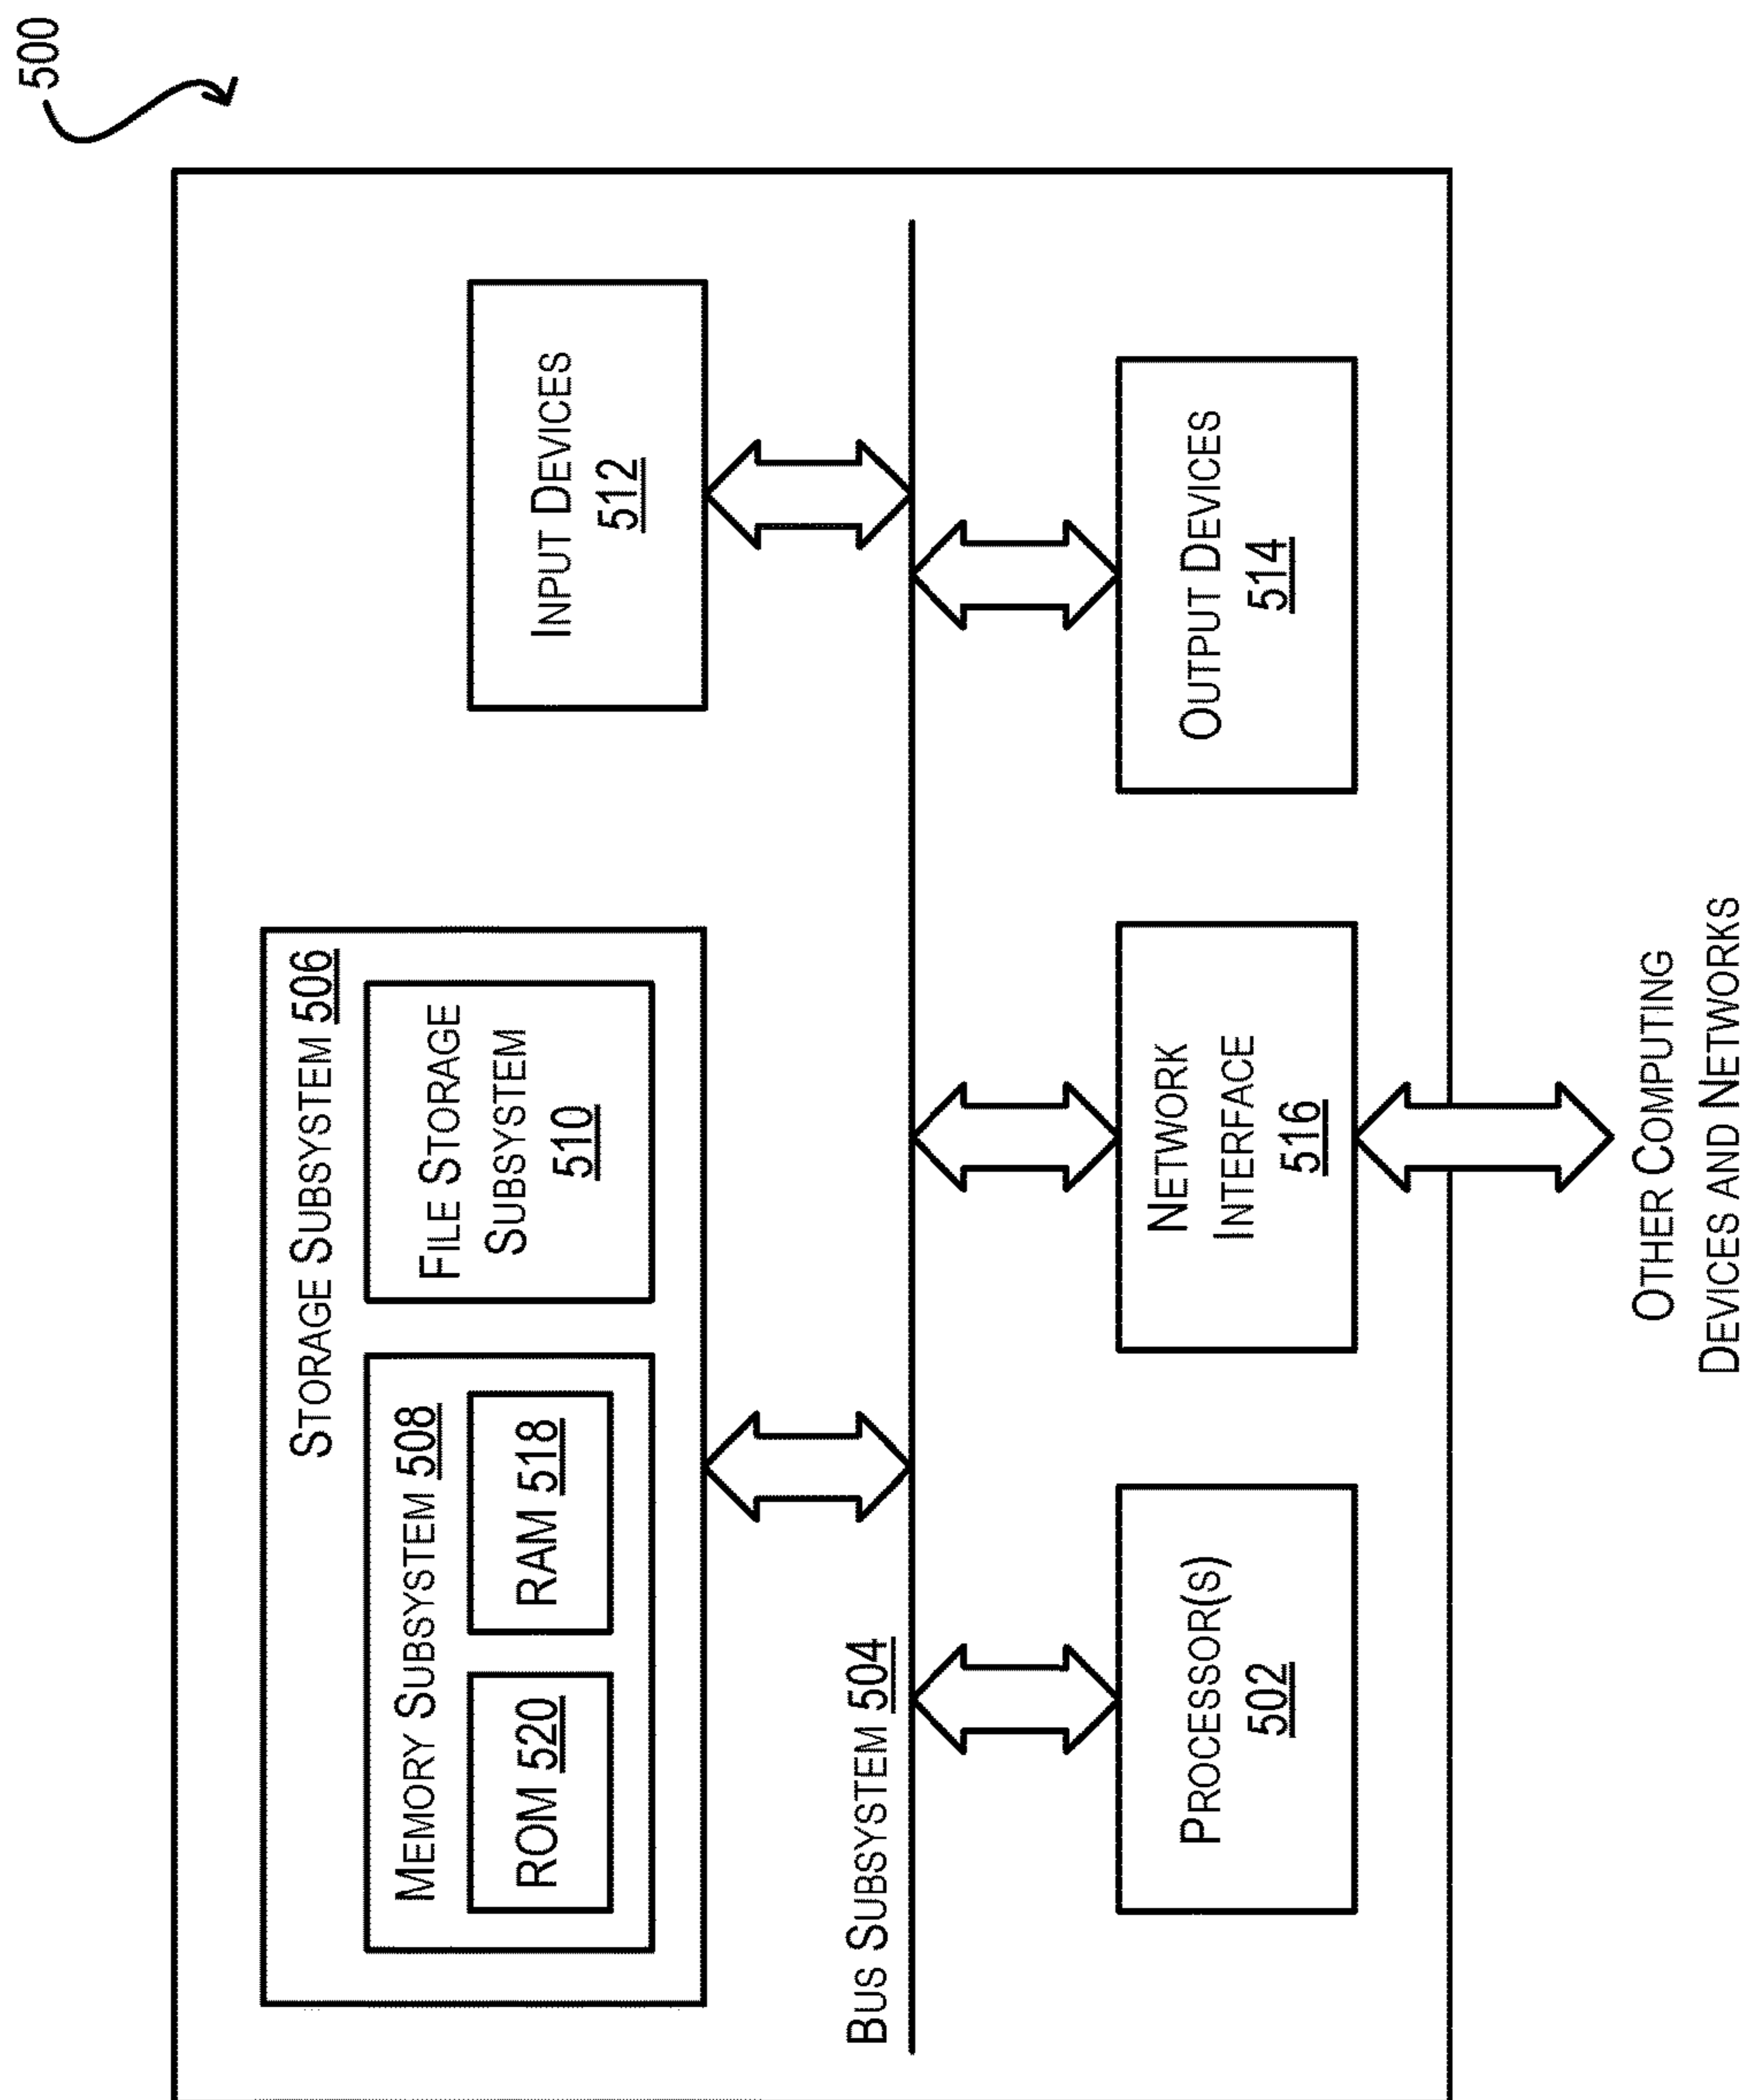 500
STORAGE SUBSYSTEM 506
MEMORY SUBSYSTEM 508
ROM 520
RAM 518
FILE STORAGE
SUBSYSTEM
510
INPUT DEVICES
512
BUS SUBSYSTEM 504
PROCESSOR(S)
502
NETWORK
INTERFACE
516
OUTPUT DEVICES
514
OTHER COMPUTING
DEVICES AND NETWORKS